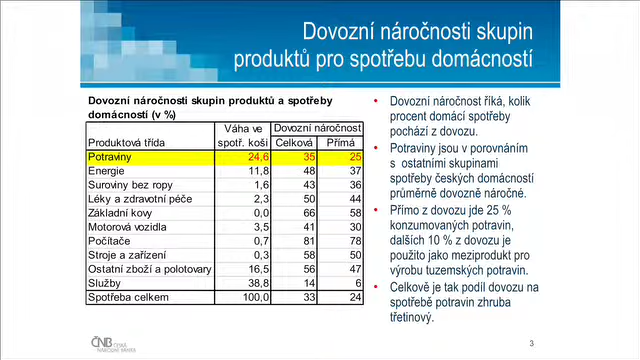 Dovozní náročnosti skupin
produktů pro spotřebu domácností
Dovozní náročnosti skupin produktů a spotřeby
domácností (v %)
Váha ve Dovozní náročnost
Produktová třída spotř. koši Celková Přímá
Potraviny 24,6 35 25
Energie 11,8 48 37
Suroviny bez ropy 1,6 43 36
Léky a zdravotní péče 2,3 50 44
Základní kovy 0,0 66 58
Motorová vozidla 3,5 41 30
Počítače 0,7 81 78
Stroje a zařízení 0,3 58 50
Ostatní zboží a polotovary 16,5 56 47
Služby 38,8 14 6
Spotřeba celkem 100,0 33 24
• Dovozní náročnost říká, kolik
procent domácí spotřeby
pochází z dovozu.
• Potraviny jsou v porovnáním
s ostatními skupinami
spotřeby českých domácností
průměrně dovozně náročné.
• Přímo z dovozu jde 25 %
konzumovaných potravin,
dalších 10 % z dovozu je
použito jako meziprodukt pro
výrobu tuzemských potravin.
• Celkově je tak podíl dovozu na
spotřebě potravin zhruba
třetinový.
ČNB ČESKÁ
NÁRODNÍ BANKA
3